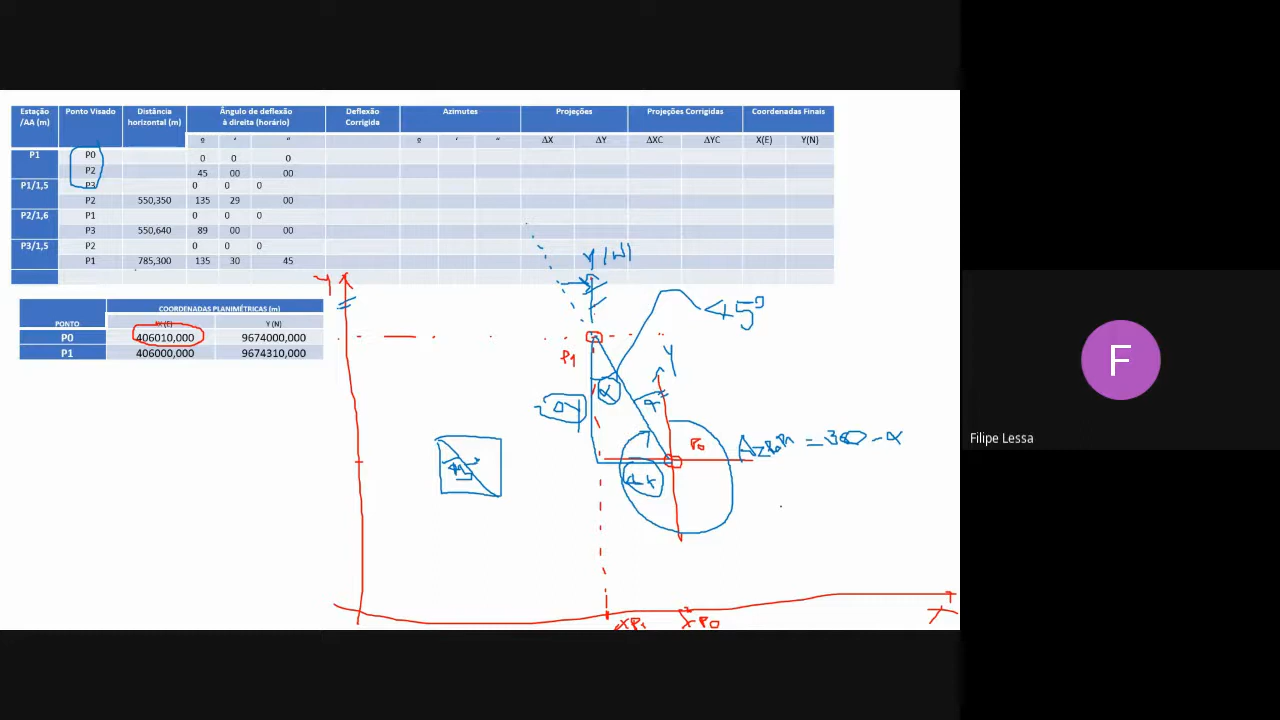 Estação /AA (m) Ponto Visado Distância horizontal (m) Ângulo de deflexão à direita (horário) Deflexão Corrigida Azimutes Projeções Projeções Corrigidas Coordenadas Finais
º ‘ “ º ‘ “ ΔX ΔY ΔXC ΔYC X(E) Y(N)
P1 P0 0 0 0
P2 45 00 00
P1/1,5 P3 0 0 0
P2 550,350 135 29 00
P2/1,6 P1 0 0 0
P3 550,640 89 00 00
P3/1,5 P2 0 0 0
P1 785,300 135 30 45
PONTO COORDENADAS PLANIMÉTRICAS (m)
X (E) Y (N)
P0 406010,000 9674000,000
P1 406000,000 9674310,000
Y
Y(N)
45º
P1
Y
α
α
ΔY
P0
AzP0P1 = 360 - α
ΔX
XP1 XP0
X
F
Filipe Lessa